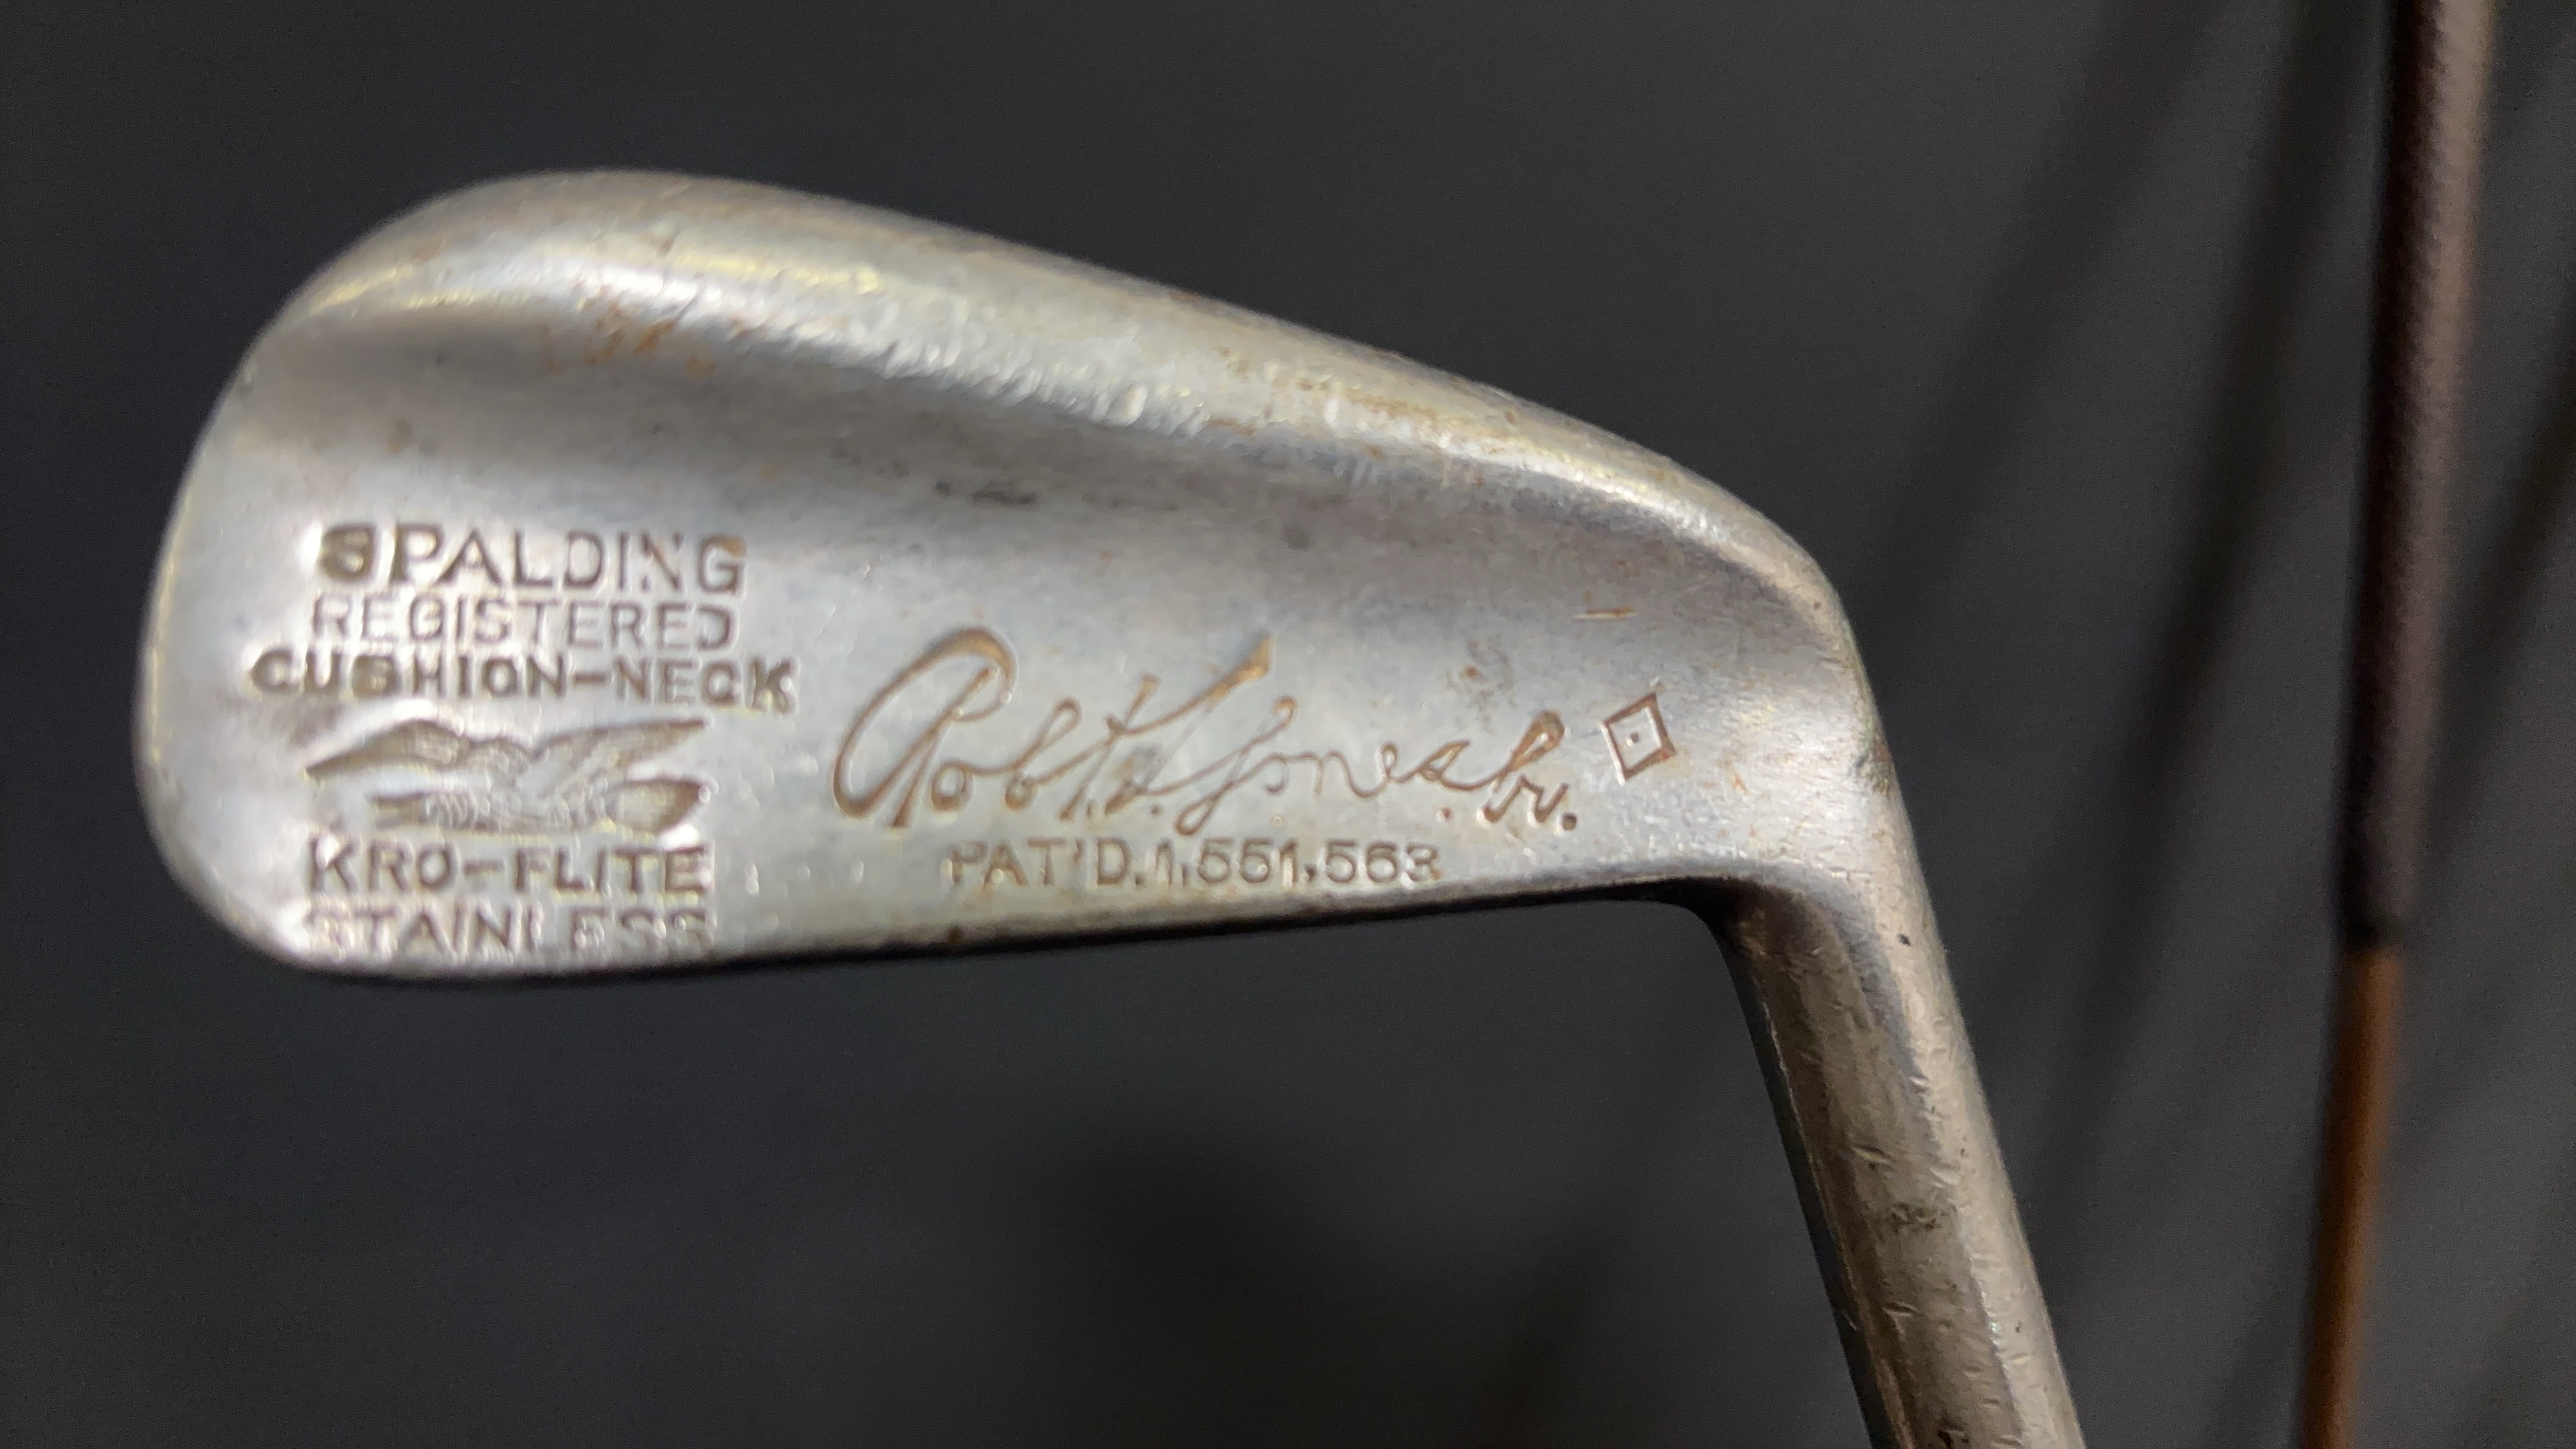 SPALDING
REGISTERED
CUSHION-NECK
KRO-FLITE
STAINLESS
Robt. T. Jones, Jr.
PAT'D. 1,551,563